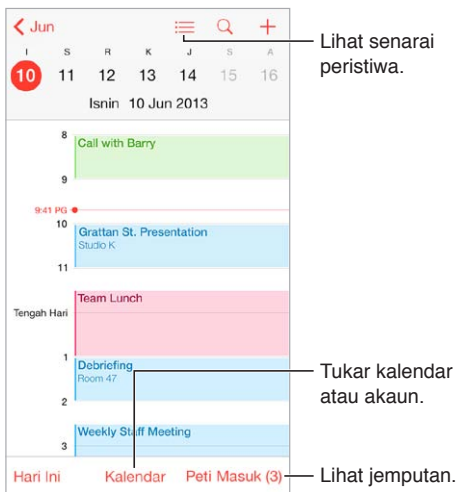 Jun
I S R K J S A
10 11 12 13 14 15 16
Isnin 10 Jun 2013
8
Call with Barry
9
9:41 PG
10
Grattan St. Presentation
Studio K
11
Team Lunch
Tengah Hari
1
Debriefing
Room 47
2
Weekly Staff Meeting
3
Hari Ini Kalendar Peti Masuk (3)
Lihat senarai
peristiwa.
Tukar kalendar
atau akaun.
Lihat jemputan.